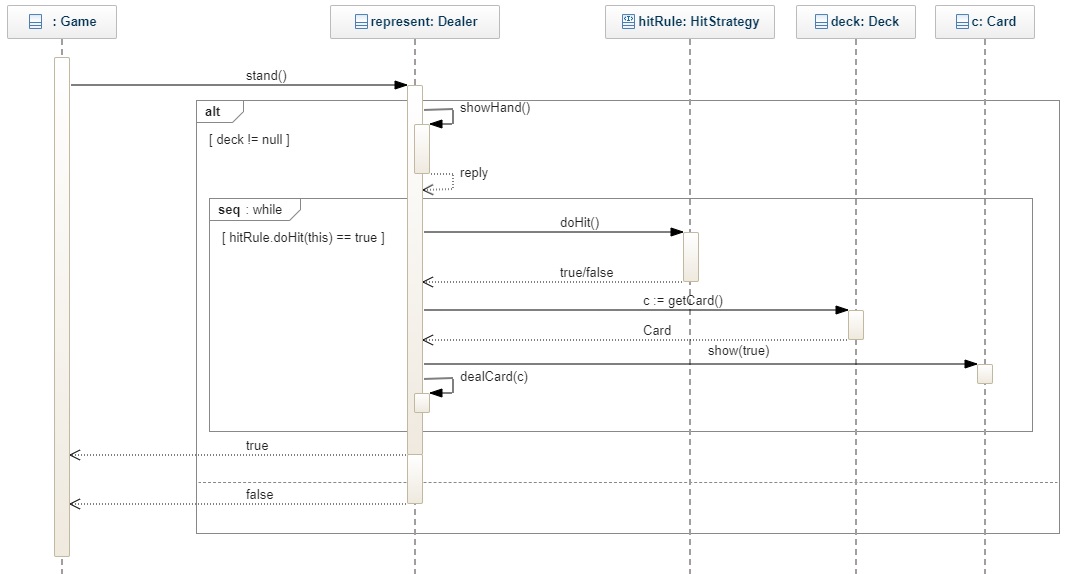 : Game
represent: Dealer
hitRule: HitStrategy
deck: Deck
c: Card
stand()
alt
showHand()
[ deck != null ]
reply
seq : while
doHit()
[ hitRule.doHit(this) == true ]
true/false
c := getCard()
Card
show(true)
dealCard(c)
true
false